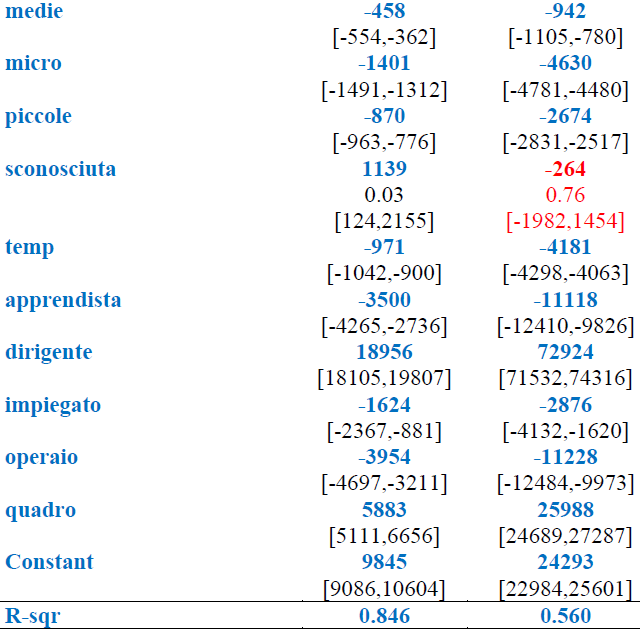 medie -458 -942
[-554,-362] [-1105,-780]
micro -1401 -4630
[-1491,-1312] [-4781,-4480]
piccole -870 -2674
[-963,-776] [-2831,-2517]
sconosciuta 1139 -264
0.03 0.76
[124,2155] [-1982,1454]
temp -971 -4181
[-1042,-900] [-4298,-4063]
apprendista -3500 -11118
[-4265,-2736] [-12410,-9826]
dirigente 18956 72924
[18105,19807] [71532,74316]
impiegato -1624 -2876
[-2367,-881] [-4132,-1620]
operaio -3954 -11228
[-4697,-3211] [-12484,-9973]
quadro 5883 25988
[5111,6656] [24689,27287]
Constant 9845 24293
[9086,10604] [22984,25601]
R-sqr 0.846 0.560